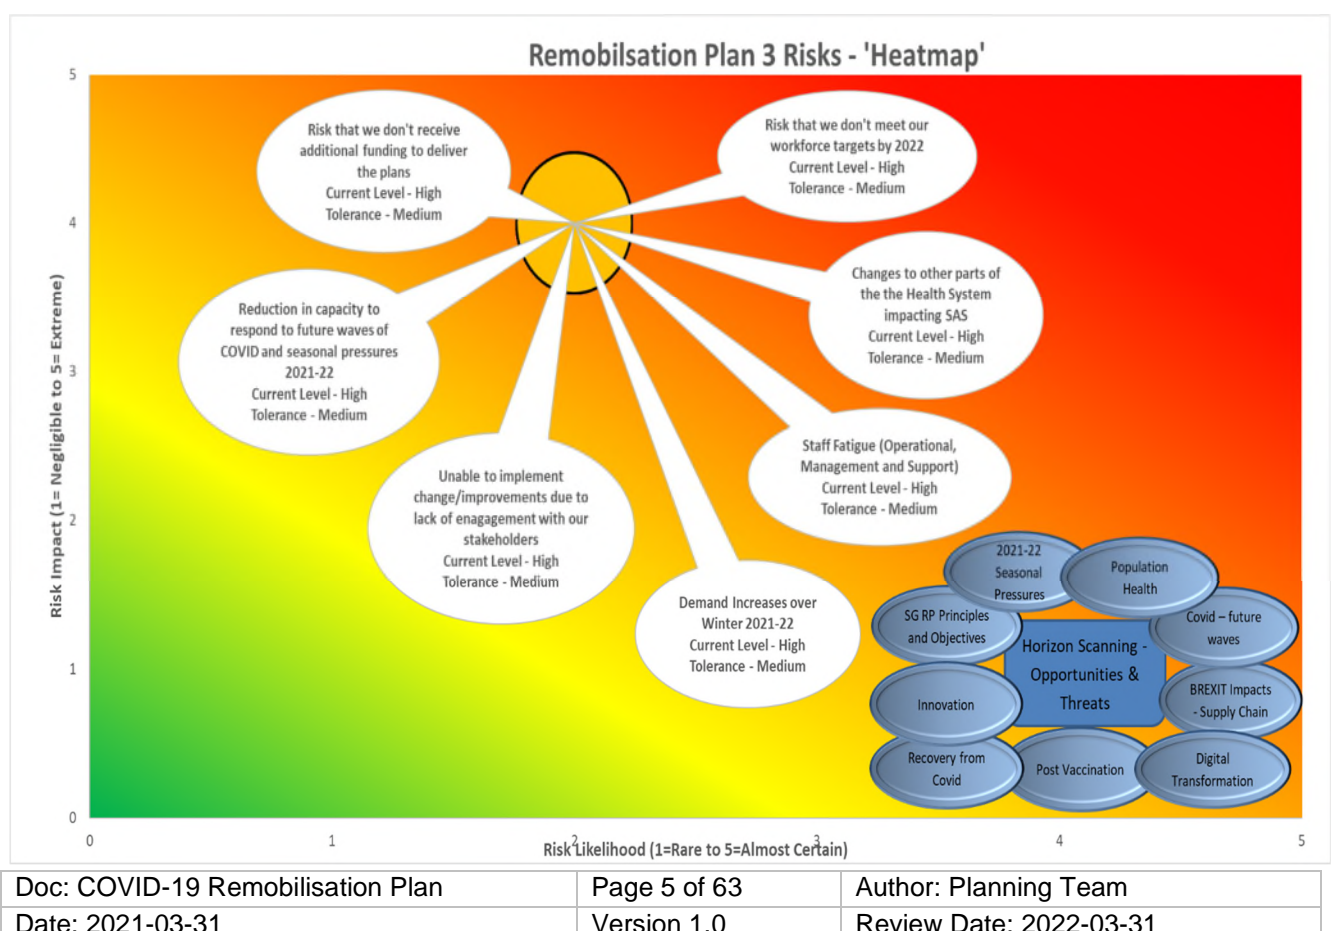 Remobilsation Plan 3 Risks - 'Heatmap'
Risk Impact (1= Negligible to 5= Extreme)
5
4
3
2
1
0
Risk that we don't receive
additional funding to deliver
the plans
Current Level - High
Tolerance - Medium
Risk that we don't meet our
workforce targets by 2022
Current Level - High
Tolerance - Medium
Reduction in capacity to
respond to future waves of
COVID and seasonal pressures
2021-22
Current Level - High
Tolerance - Medium
Changes to other parts of
the the Health System
impacting SAS
Current Level - High
Tolerance - Medium
Unable to implement
change/improvements due to
lack of enagagement with our
stakeholders
Current Level - High
Tolerance - Medium
Staff Fatigue (Operational,
Management and Support)
Current Level - High
Tolerance - Medium
Demand Increases over
Winter 2021-22
Current Level - High
Tolerance - Medium
2021-22
Seasonal
Pressures
Population
Health
SG RP Principles
and Objectives
Covid – future
waves
Horizon Scanning -
Opportunities &
Threats
Innovation
BREXIT Impacts
- Supply Chain
Recovery from
Covid
Post Vaccination
Digital
Transformation
0 1 2 3 4 5
Risk Likelihood (1=Rare to 5=Almost Certain)
Doc: COVID-19 Remobilisation Plan Page 5 of 63 Author: Planning Team
Date: 2021-03-31 Version 1.0 Review Date: 2022-03-31